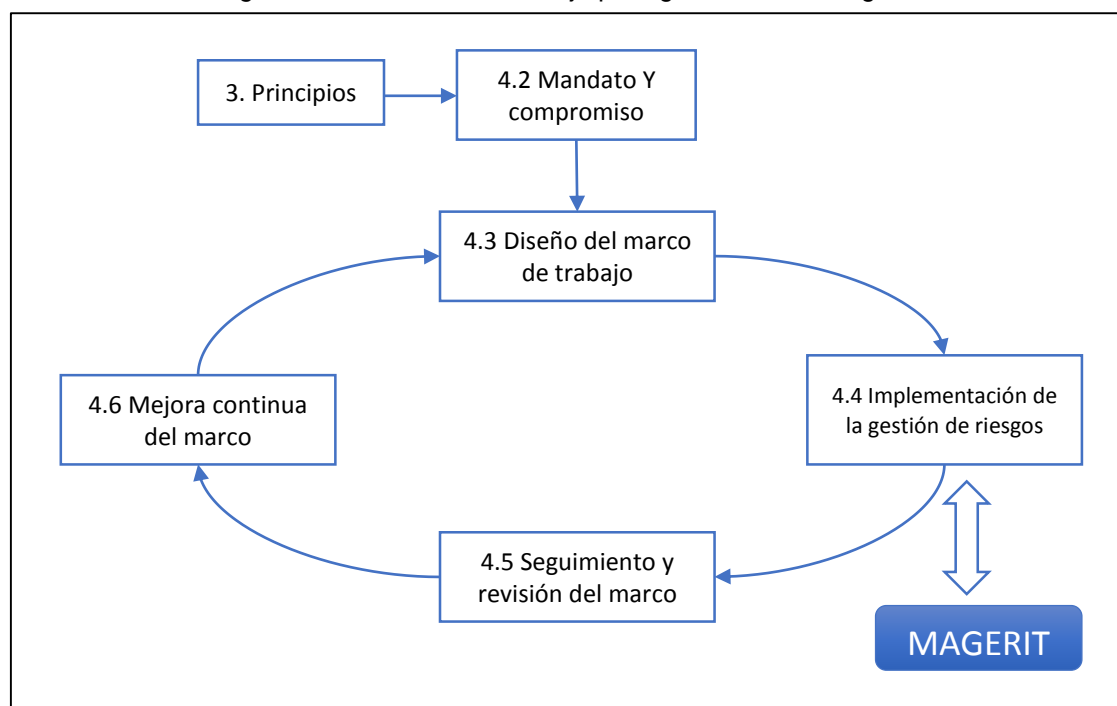 3. Principios
4.2 Mandato Y
compromiso
4.3 Diseño del marco
de trabajo
4.4 Implementación de
la gestión de riesgos
4.5 Seguimiento y
revisión del marco
4.6 Mejora continua
del marco
MAGERIT